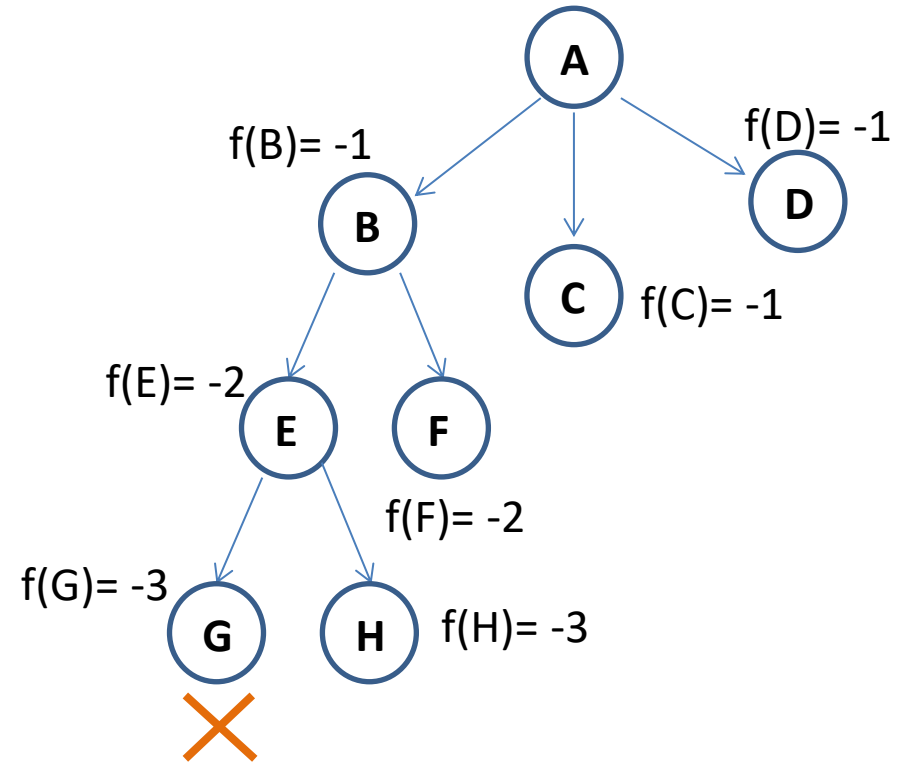 A
f(D)= -1
f(B)= -1
B
D
C
f(C)= -1
f(E)= -2
E
F
f(F)= -2
f(G)= -3
G
H
f(H)= -3